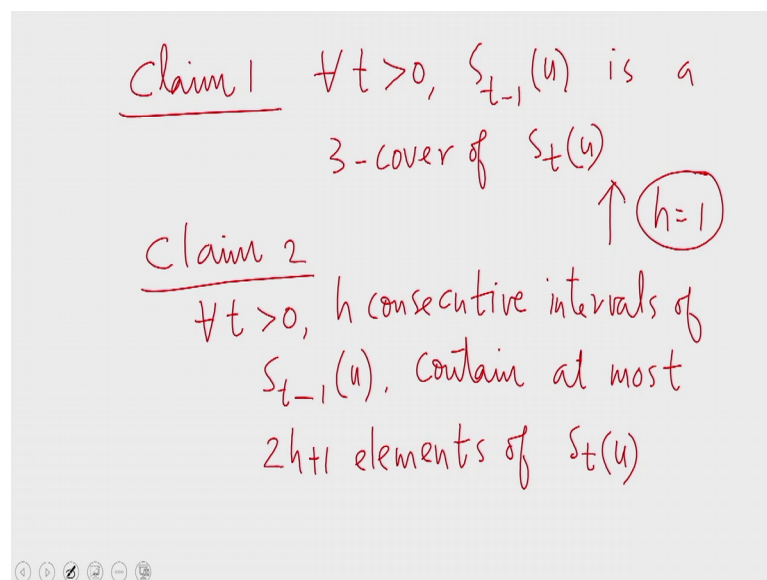 Claim 1 ∀t>0, S_{t-1}(u) is a
3-cover of S_t(u)
↑ h=1
Claim 2
∀t>0, h consecutive intervals of
S_{t-1}(u). Contain at most
2h+1 elements of S_t(u)